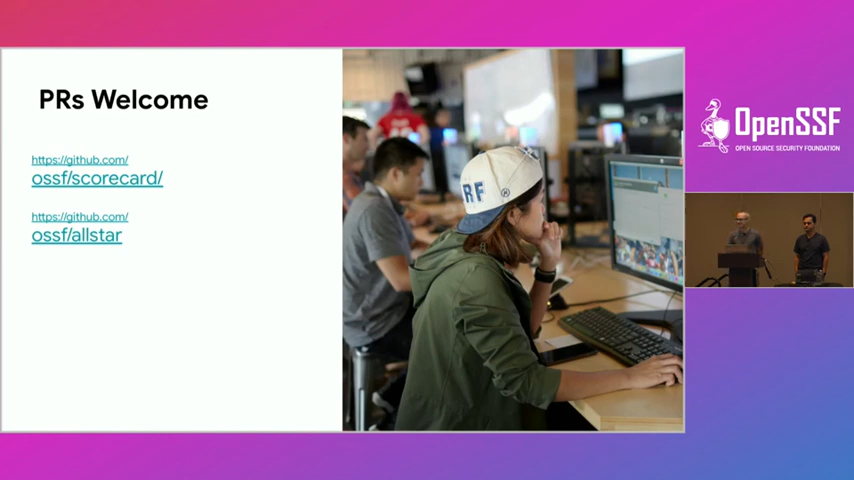 PRs Welcome
https://github.com/
ossf/scorecard/
https://github.com/
ossf/allstar
RF
OpenSSF
OPEN SOURCE SECURITY FOUNDATION